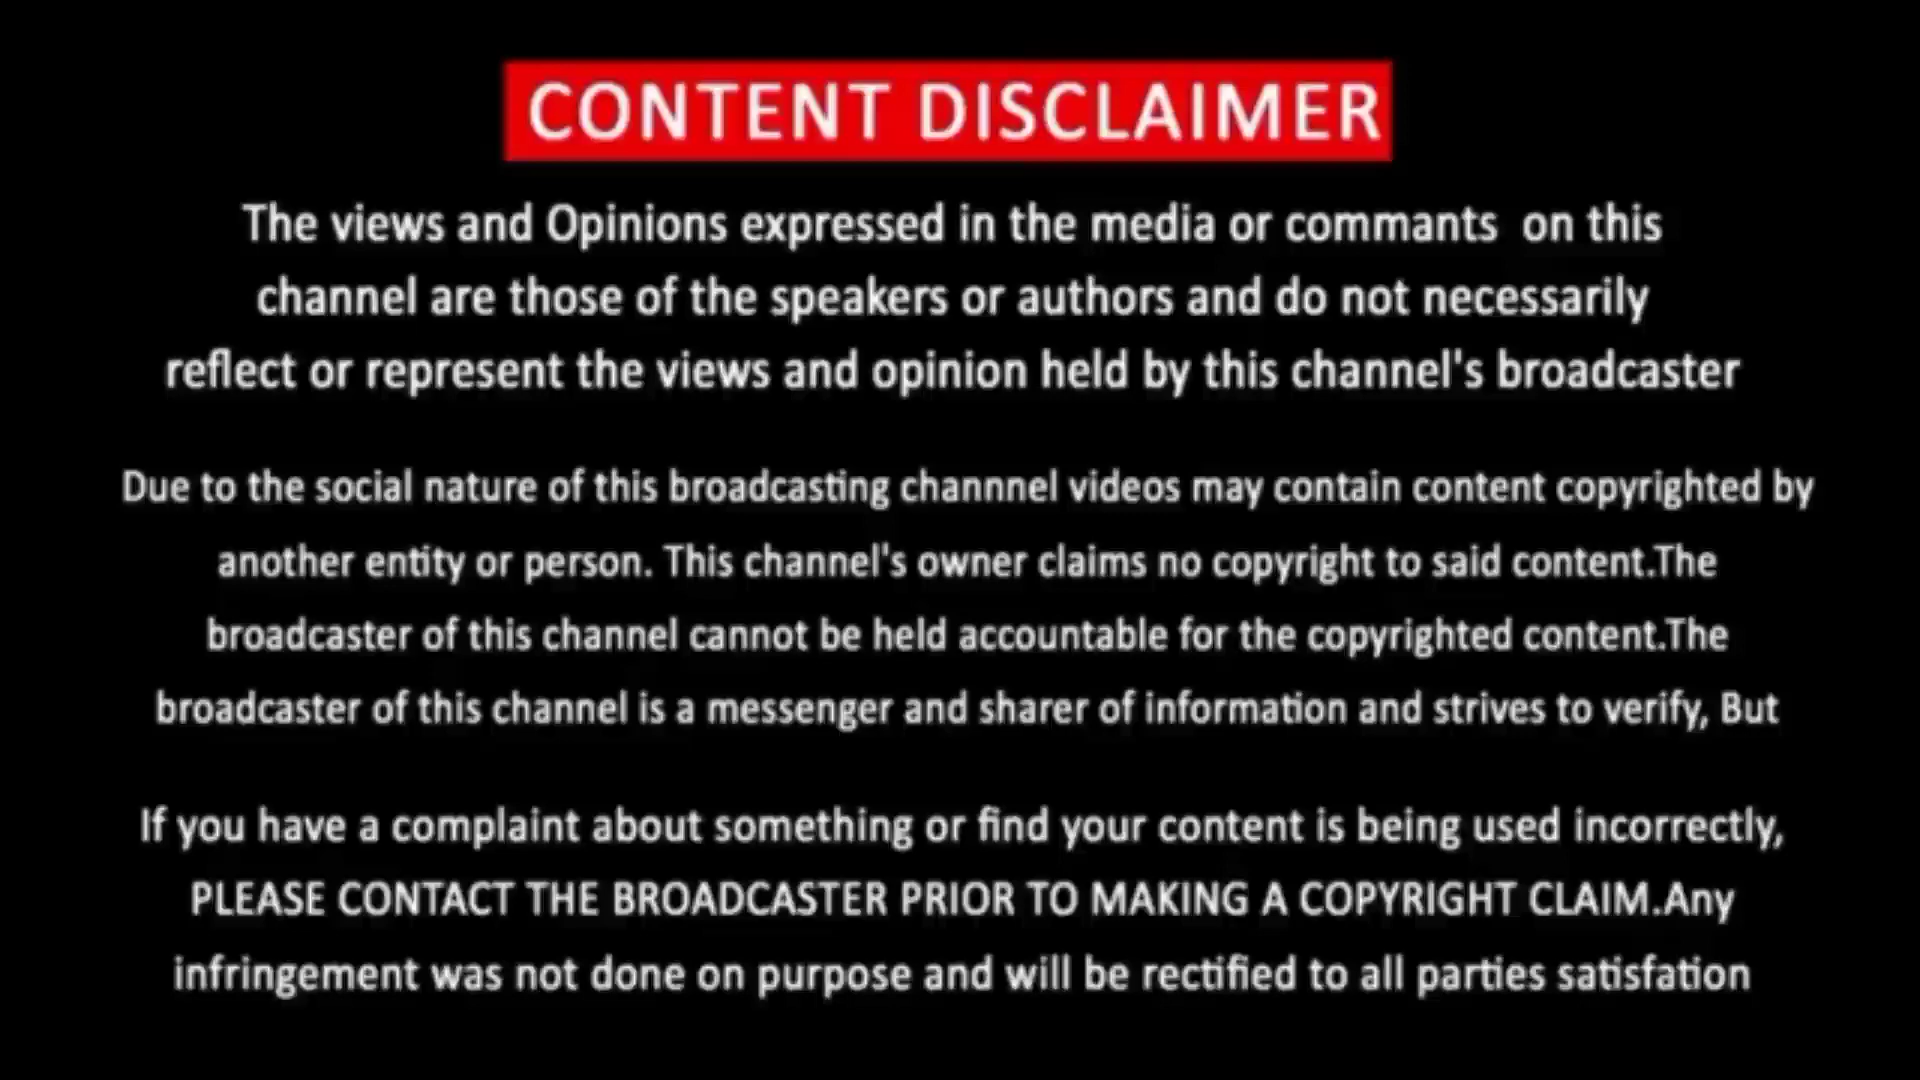 CONTENT DISCLAIMER
The views and Opinions expressed in the media or commants on this
channel are those of the speakers or authors and do not necessarily
reflect or represent the views and opinion held by this channel's broadcaster
Due to the social nature of this broadcasting channnel videos may contain content copyrighted by
another entity or person. This channel's owner claims no copyright to said content.The
broadcaster of this channel cannot be held accountable for the copyrighted content.The
broadcaster of this channel is a messenger and sharer of information and strives to verify, But
If you have a complaint about something or find your content is being used incorrectly,
PLEASE CONTACT THE BROADCASTER PRIOR TO MAKING A COPYRIGHT CLAIM.Any
infringement was not done on purpose and will be rectified to all parties satisfation